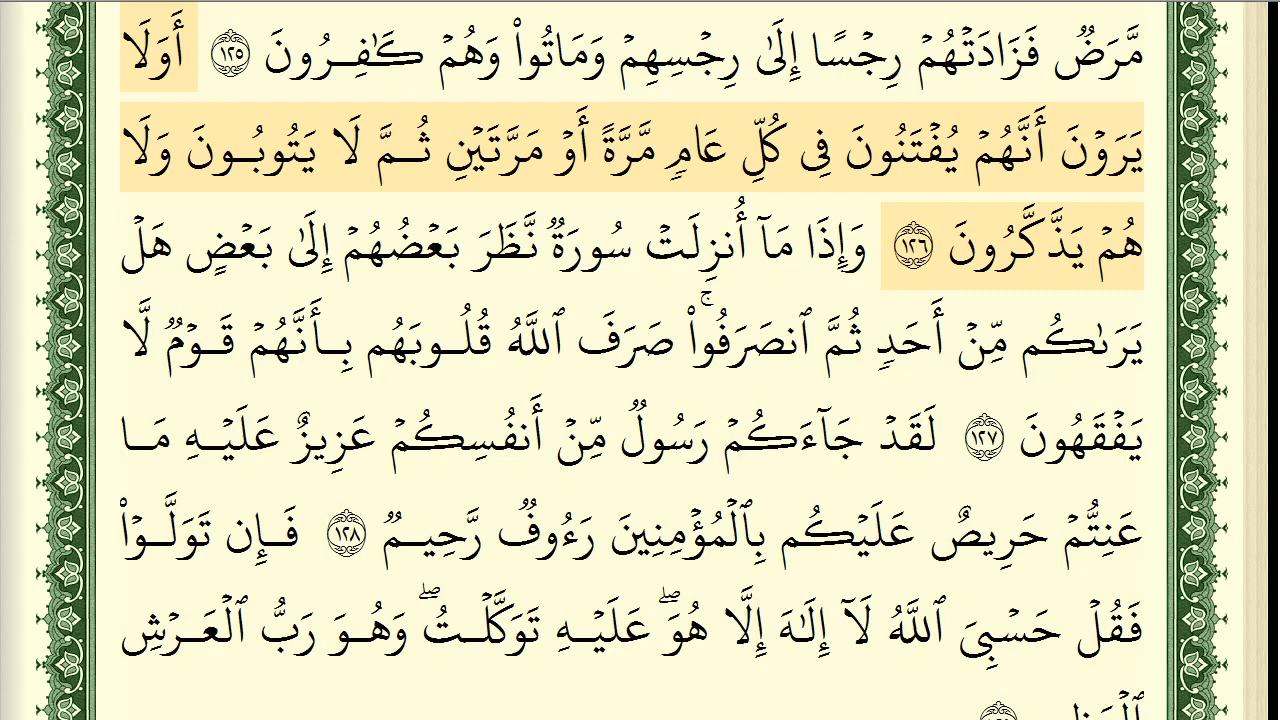 مَّرَضٌ فَزَادَتْهُمْ رِجْسًا إِلَىٰ رِجْسِهِمْ وَمَاتُوا۟ وَهُمْ كَـٰفِرُونَ ١٢٥ أَوَلَا
يَرَوْنَ أَنَّهُمْ يُفْتَنُونَ فِى كُلِّ عَامٍ مَّرَّةً أَوْ مَرَّتَيْنِ ثُمَّ لَا يَتُوبُونَ وَلَا
هُمْ يَذَّكَّرُونَ ١٢٦ وَإِذَا مَآ أُنزِلَتْ سُورَةٌ نَّظَرَ بَعْضُهُمْ إِلَىٰ بَعْضٍ هَلْ
يَرَىٰكُم مِّنْ أَحَدٍ ثُمَّ ٱنصَرَفُوا۟ ۚ صَرَفَ ٱللَّهُ قُلُوبَهُم بِأَنَّهُمْ قَوْمٌ لَّا
يَفْقَهُونَ ١٢٧ لَقَدْ جَآءَكُمْ رَسُولٌ مِّنْ أَنفُسِكُمْ عَزِيزٌ عَلَيْهِ مَا
عَنِتُّمْ حَرِيصٌ عَلَيْكُم بِٱلْمُؤْمِنِينَ رَءُوفٌ رَّحِيمٌ ١٢٨ فَإِن تَوَلَّوْا۟
فَقُلْ حَسْبِىَ ٱللَّهُ لَآ إِلَـٰهَ إِلَّا هُوَ ۖ عَلَيْهِ تَوَكَّلْتُ ۖ وَهُوَ رَبُّ ٱلْعَرْشِ